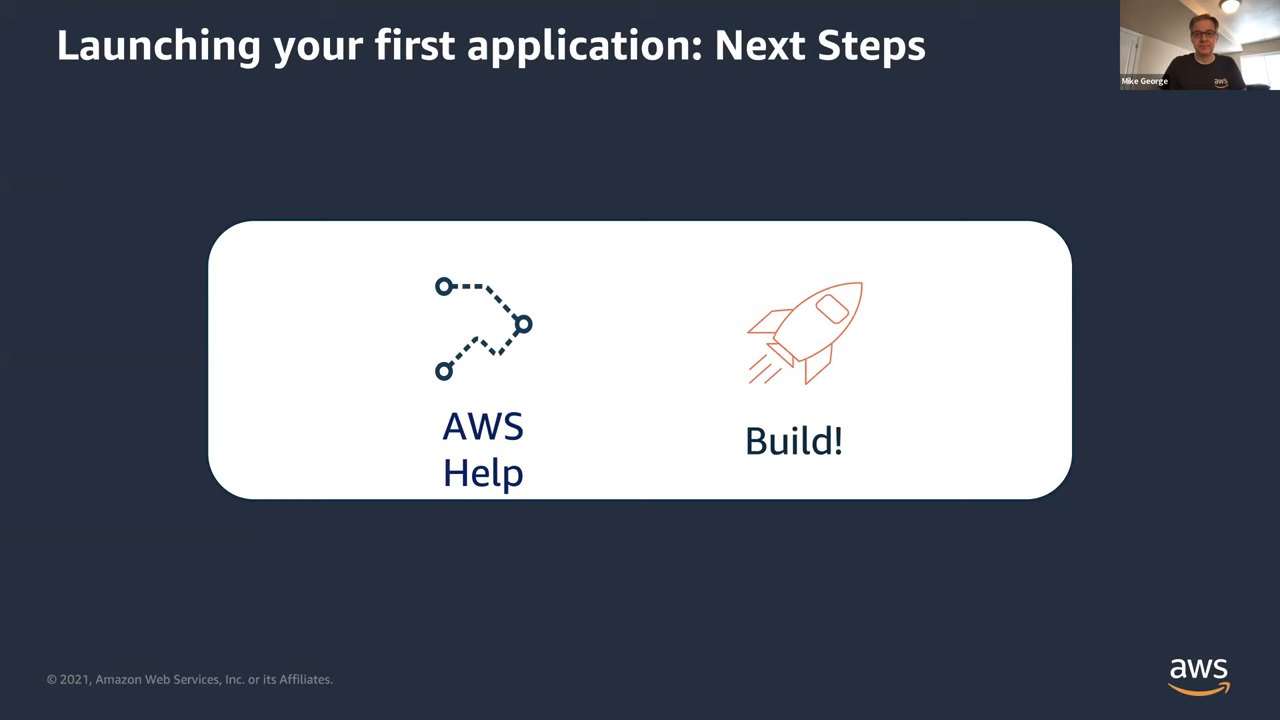 Launching your first application: Next Steps
Mike George
aws
AWS
Help
Build!
© 2021, Amazon Web Services, Inc. or its Affiliates.
aws